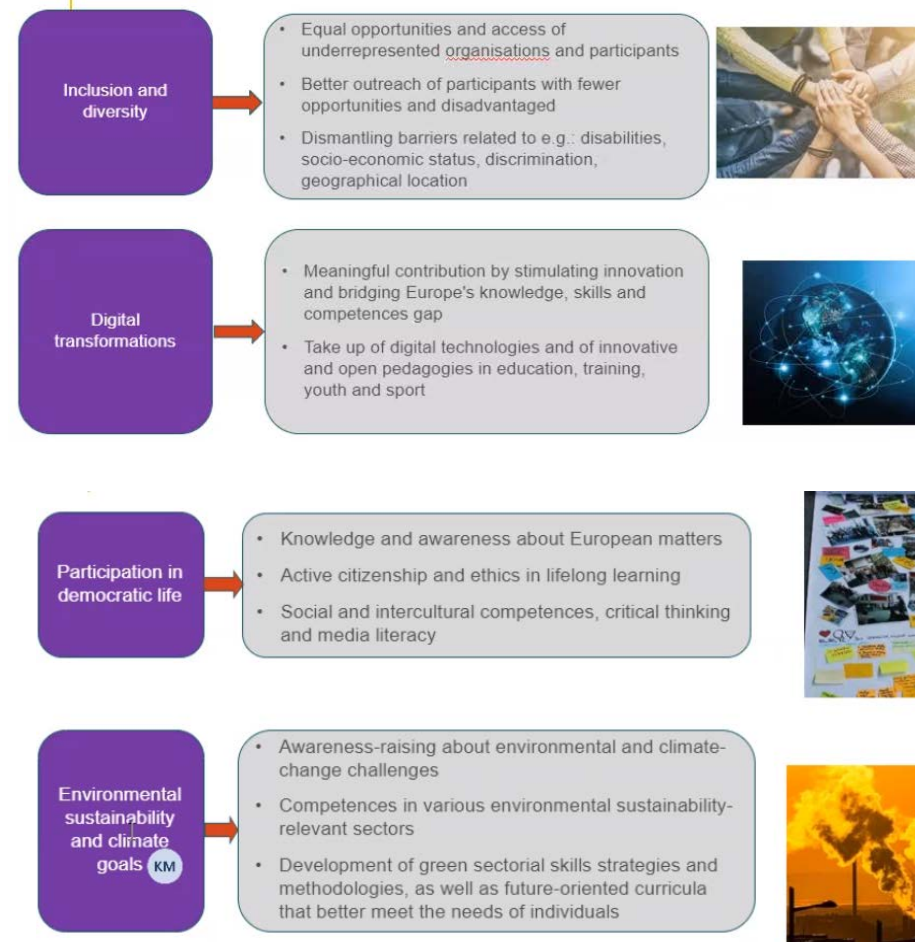 Inclusion and
diversity
• Equal opportunities and access of
underrepresented organisations and participants
• Better outreach of participants with fewer
opportunities and disadvantaged
• Dismantling barriers related to e.g.: disabilities,
socio-economic status, discrimination,
geographical location
Digital
transformations
• Meaningful contribution by stimulating innovation
and bridging Europe's knowledge, skills and
competences gap
• Take up of digital technologies and of innovative
and open pedagogies in education, training,
youth and sport
Participation in
democratic life
• Knowledge and awareness about European matters
• Active citizenship and ethics in lifelong learning
• Social and intercultural competences, critical thinking
and media literacy
Environmental
sustainability
and climate
goals KM
• Awareness-raising about environmental and climate-
change challenges
• Competences in various environmental sustainability-
relevant sectors
• Development of green sectorial skills strategies and
methodologies, as well as future-oriented curricula
that better meet the needs of individuals